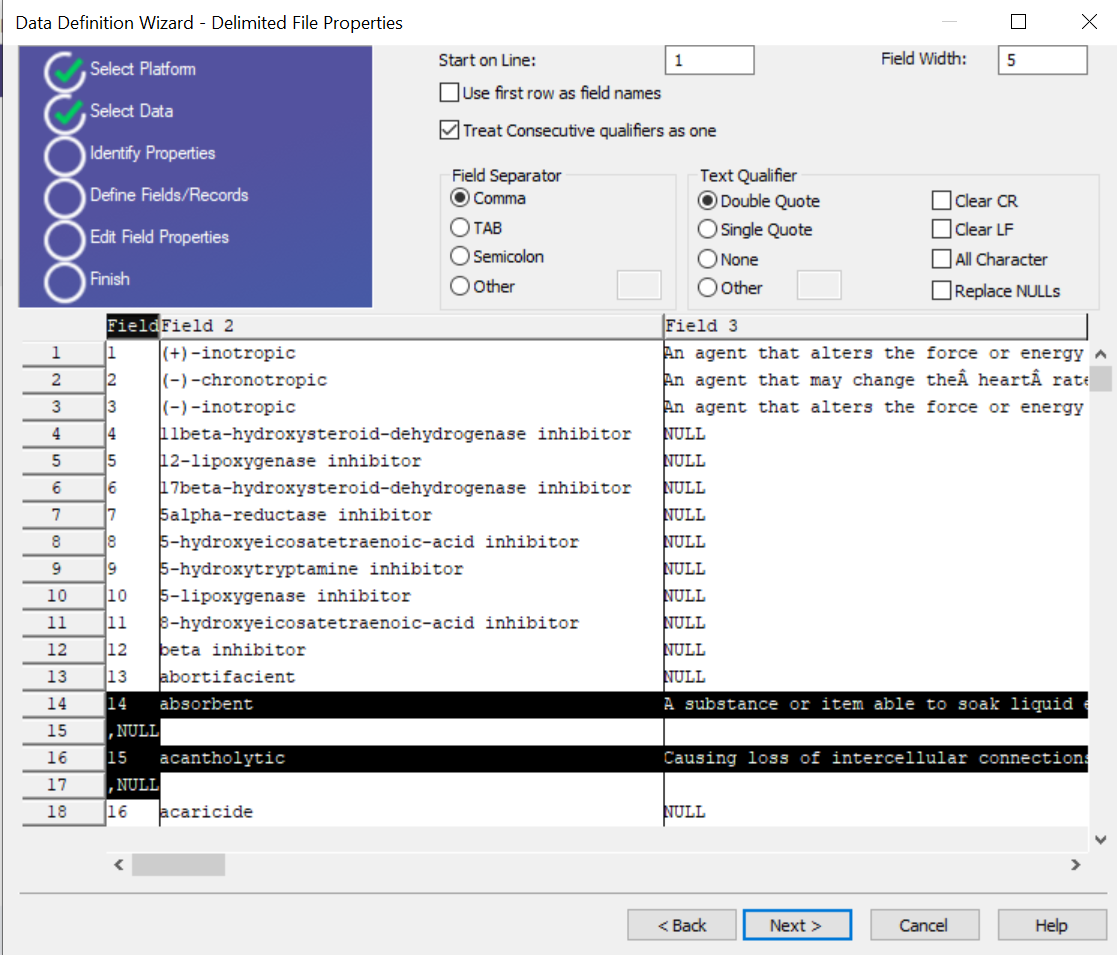 Data Definition Wizard - Delimited File Properties
Select Platform
Select Data
Identify Properties
Define Fields/Records
Edit Field Properties
Finish
Start on Line: 1
Field Width: 5
Use first row as field names
Treat Consecutive qualifiers as one
Field Separator
Comma
TAB
Semicolon
Other
Text Qualifier
Double Quote
Single Quote
None
Other
Clear CR
Clear LF
All Character
Replace NULLs
Field Field 2 Field 3
1 1 (+)-inotropic An agent that alters the force or energy
2 2 (-)-chronotropic An agent that may change theÂ heartÂ rate
3 3 (-)-inotropic An agent that alters the force or energy
4 4 11beta-hydroxysteroid-dehydrogenase inhibitor NULL
5 5 12-lipoxygenase inhibitor NULL
6 6 17beta-hydroxysteroid-dehydrogenase inhibitor NULL
7 7 5alpha-reductase inhibitor NULL
8 8 5-hydroxyeicosatetraenoic-acid inhibitor NULL
9 9 5-hydroxytryptamine inhibitor NULL
10 10 5-lipoxygenase inhibitor NULL
11 11 8-hydroxyeicosatetraenoic-acid inhibitor NULL
12 12 beta inhibitor NULL
13 13 abortifacient NULL
14 14 absorbent A substance or item able to soak liquid
15 ,NULL
16 15 acantholytic Causing loss of intercellular connections
17 ,NULL
18 16 acaricide NULL
< Back
Next >
Cancel
Help